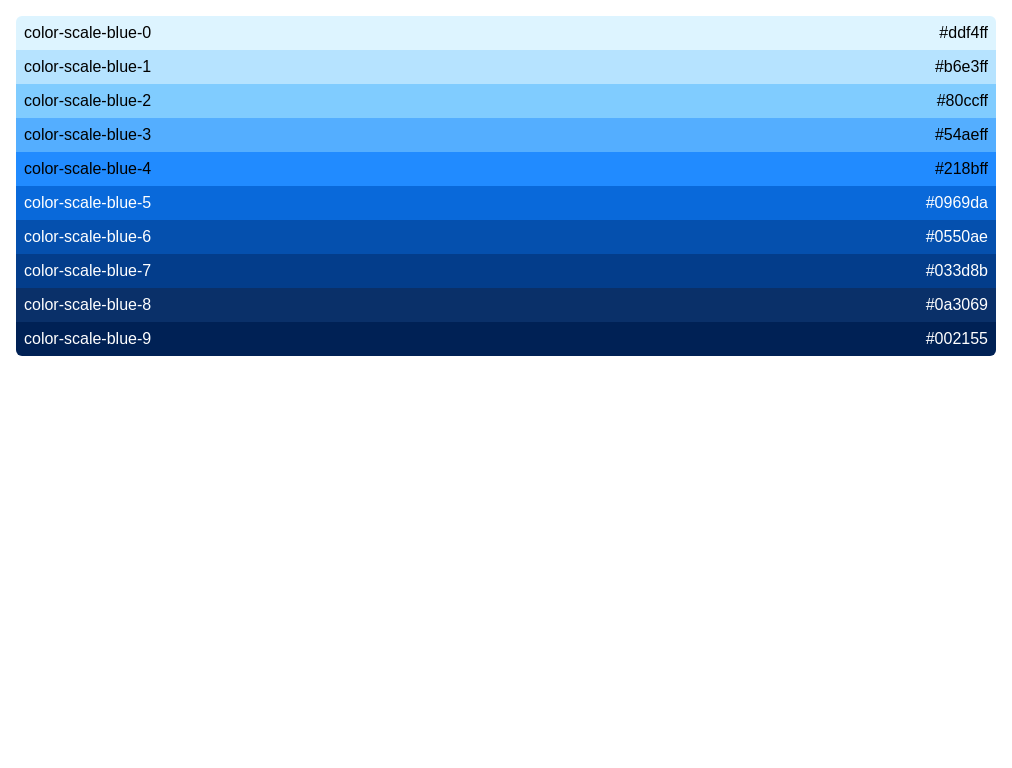 color-scale-blue-0 #ddf4ff
color-scale-blue-1 #b6e3ff
color-scale-blue-2 #80ccff
color-scale-blue-3 #54aeff
color-scale-blue-4 #218bff
color-scale-blue-5 #0969da
color-scale-blue-6 #0550ae
color-scale-blue-7 #033d8b
color-scale-blue-8 #0a3069
color-scale-blue-9 #002155